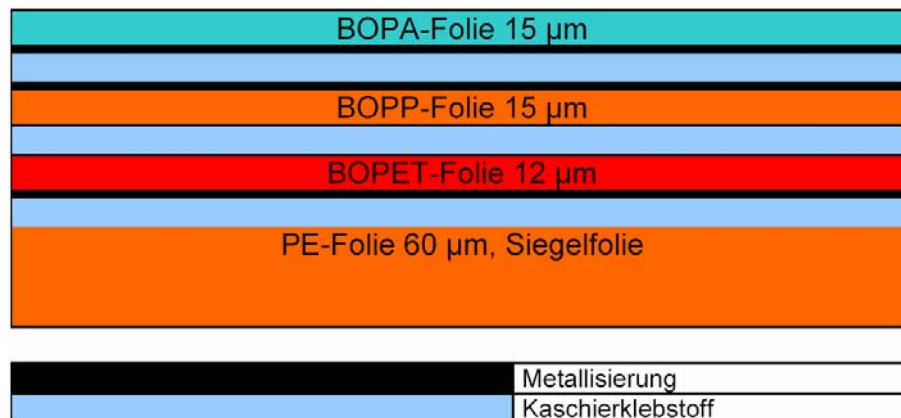 BOPA-Folie 15 µm
BOPP-Folie 15 µm
BOPET-Folie 12 µm
PE-Folie 60 µm, Siegelfolie
Metallisierung
Kaschierklebstoff